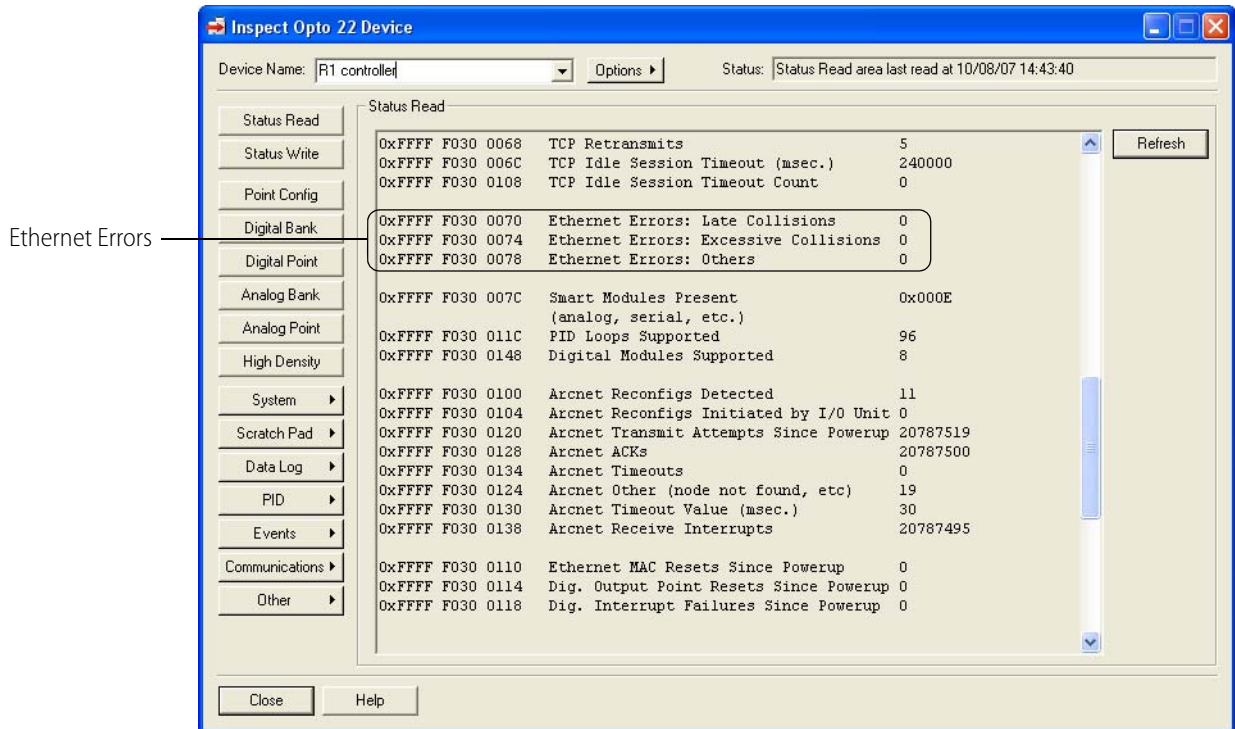 Inspect Opto 22 Device
Device Name: R1 controller Options Status: Status Read area last read at 10/08/07 14:43:40
Status Read
Status Write
Point Config
Digital Bank
Digital Point
Analog Bank
Analog Point
High Density
System
Scratch Pad
Data Log
PID
Events
Communications
Other
Ethernet Errors
Status Read
0xFFFF F030 0068 TCP Retransmits 5
0xFFFF F030 006C TCP Idle Session Timeout (msec.) 240000
0xFFFF F030 0108 TCP Idle Session Timeout Count 0
0xFFFF F030 0070 Ethernet Errors: Late Collisions 0
0xFFFF F030 0074 Ethernet Errors: Excessive Collisions 0
0xFFFF F030 0078 Ethernet Errors: Others 0
0xFFFF F030 007C Smart Modules Present 0x000E
(analog, serial, etc.)
0xFFFF F030 011C PID Loops Supported 96
0xFFFF F030 0148 Digital Modules Supported 8
0xFFFF F030 0100 Arcnet Reconfigs Detected 11
0xFFFF F030 0104 Arcnet Reconfigs Initiated by I/O Unit 0
0xFFFF F030 0120 Arcnet Transmit Attempts Since Powerup 20787519
0xFFFF F030 0128 Arcnet ACKs 20787500
0xFFFF F030 0134 Arcnet Timeouts 0
0xFFFF F030 0124 Arcnet Other (node not found, etc) 19
0xFFFF F030 0130 Arcnet Timeout Value (msec.) 30
0xFFFF F030 0138 Arcnet Receive Interrupts 20787495
0xFFFF F030 0110 Ethernet MAC Resets Since Powerup 0
0xFFFF F030 0114 Dig. Output Point Resets Since Powerup 0
0xFFFF F030 0118 Dig. Interrupt Failures Since Powerup 0
Refresh
Close Help